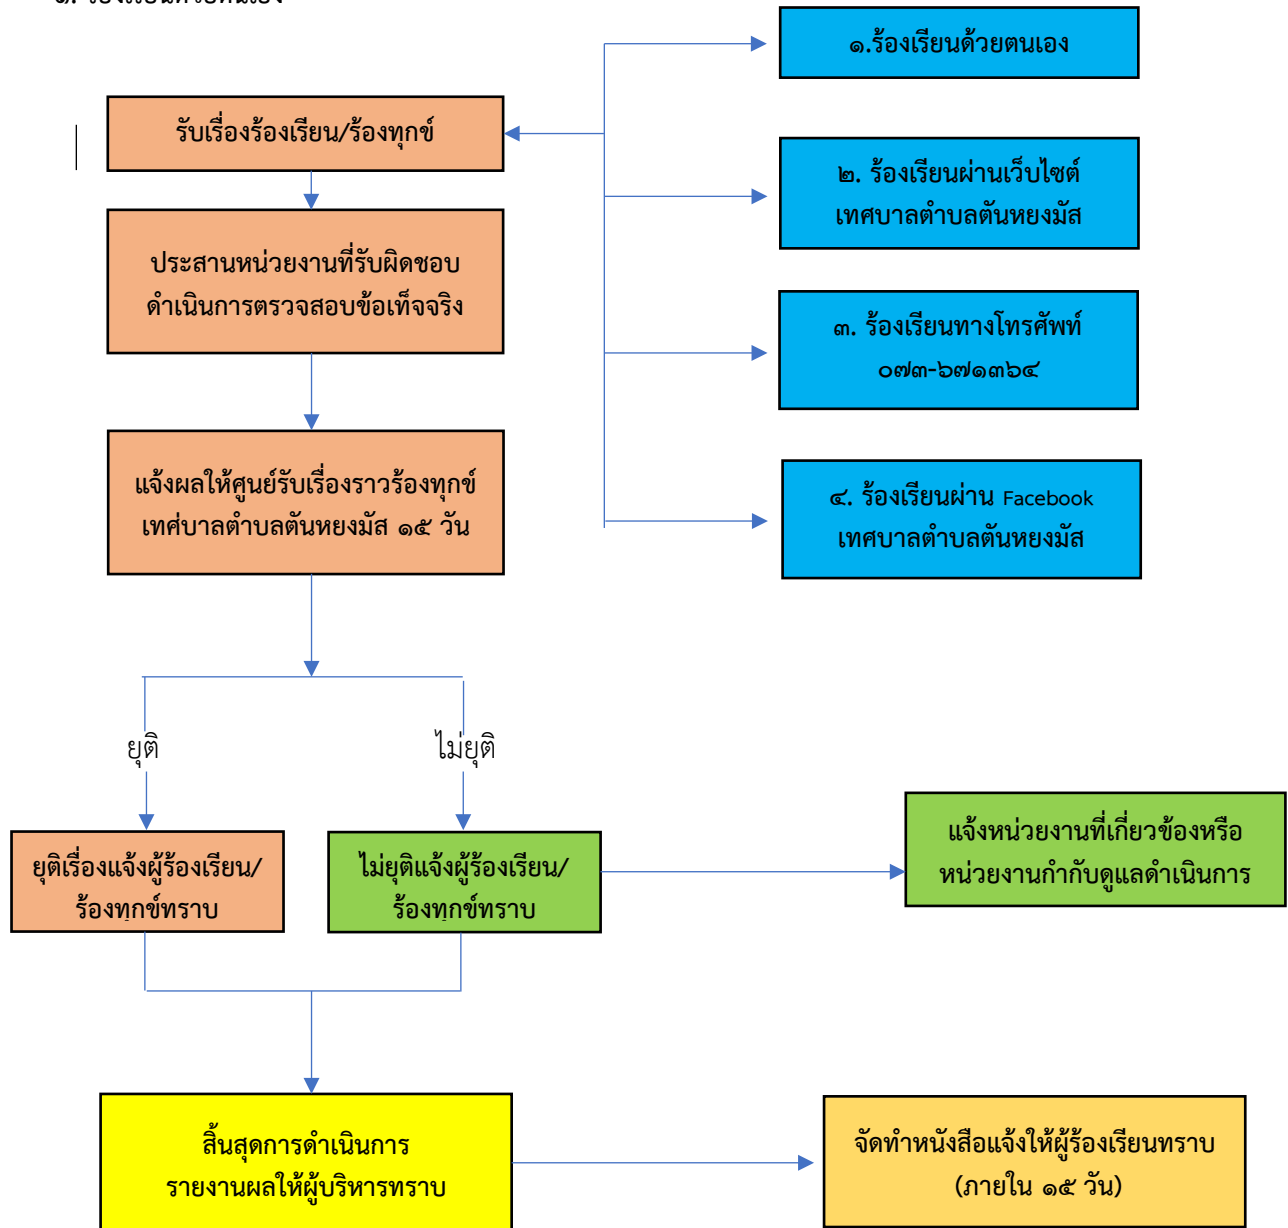 ๑.ร้องเรียนด้วยตนเอง
รับเรื่องร้องเรียน/ร้องทุกข์
๒. ร้องเรียนผ่านเว็บไซต์
เทศบาลตำบลตันหยงมัส
ประสานหน่วยงานที่รับผิดชอบ
ดำเนินการตรวจสอบข้อเท็จจริง
๓. ร้องเรียนทางโทรศัพท์
๐๗๓-๖๗๑๓๖๔
แจ้งผลให้ศูนย์รับเรื่องราวร้องทุกข์
เทศบาลตำบลตันหยงมัส ๑๕ วัน
๔. ร้องเรียนผ่าน Facebook
เทศบาลตำบลตันหยงมัส
ยุติ
ไม่ยุติ
ยุติเรื่องแจ้งผู้ร้องเรียน/
ร้องทุกข์ทราบ
ไม่ยุติแจ้งผู้ร้องเรียน/
ร้องทุกข์ทราบ
แจ้งหน่วยงานที่เกี่ยวข้องหรือ
หน่วยงานกำกับดูแลดำเนินการ
สิ้นสุดการดำเนินการ
รายงานผลให้ผู้บริหารทราบ
จัดทำหนังสือแจ้งให้ผู้ร้องเรียนทราบ
(ภายใน ๑๕ วัน)